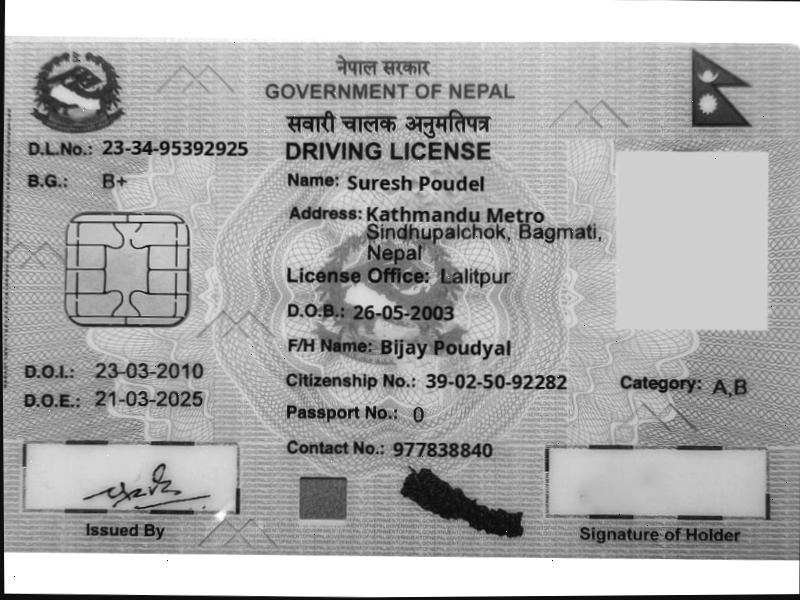 नेपाल सरकार
GOVERNMENT OF NEPAL
सवारी चालक अनुमतिपत्र
DRIVING LICENSE
D.L.No.: 23-34-95392925
B.G.: B+
Name: Suresh Poudel
Address: Kathmandu Metro
Sindhupalchok, Bagmati,
Nepal
License Office: Lalitpur
D.O.B.: 26-05-2003
F/H Name: Bijay Poudyal
D.O.I.: 23-03-2010
D.O.E.: 21-03-2025
Citizenship No.: 39-02-50-92282
Category: A,B
Passport No.: 0
Contact No.: 977838840
Issued By
Signature of Holder